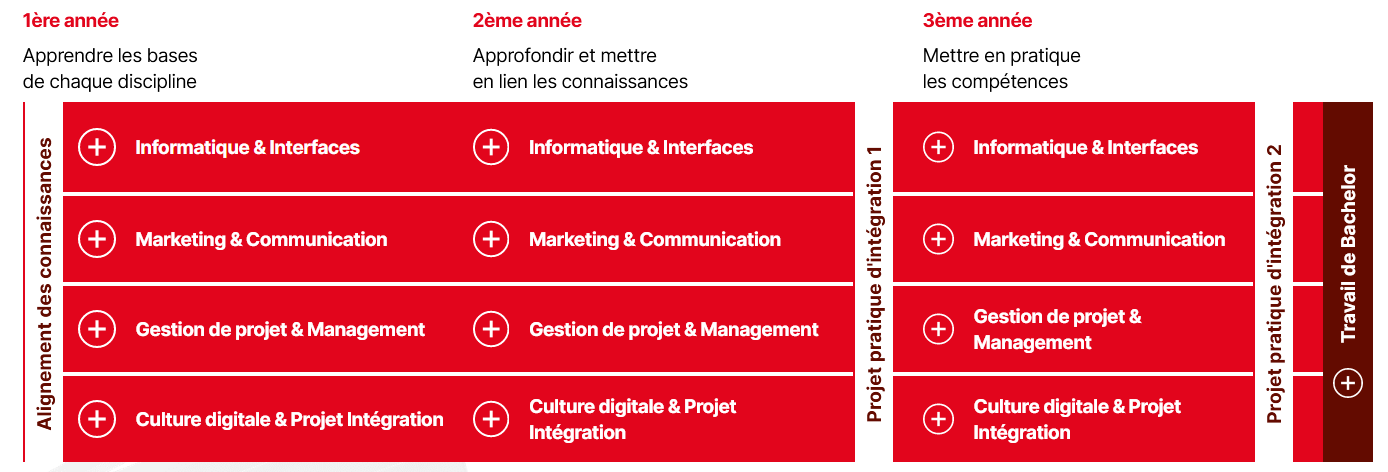 1ère année
Apprendre les bases
de chaque discipline
2ème année
Approfondir et mettre
en lien les connaissances
3ème année
Mettre en pratique
les compétences
Alignement des connaissances
Informatique & Interfaces
Marketing & Communication
Gestion de projet & Management
Culture digitale & Projet Intégration
Informatique & Interfaces
Marketing & Communication
Gestion de projet & Management
Culture digitale & Projet
Intégration
Projet pratique d'intégration 1
Informatique & Interfaces
Marketing & Communication
Gestion de projet &
Management
Culture digitale & Projet
Intégration
Projet pratique d'intégration 2
Travail de Bachelor